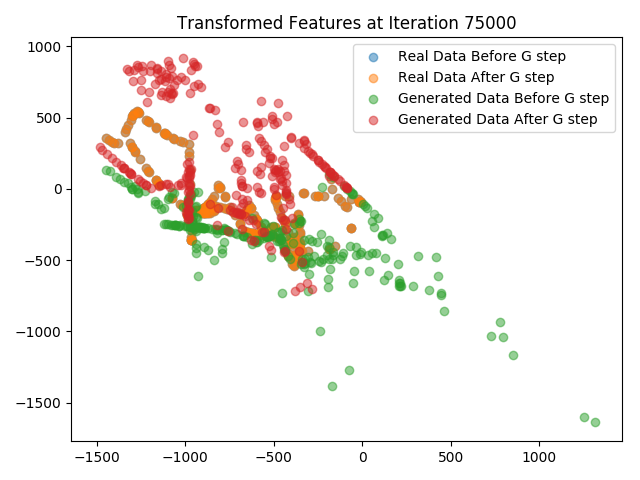 Transformed Features at Iteration 75000
Real Data Before G step
Real Data After G step
Generated Data Before G step
Generated Data After G step
1000
500
0
−500
−1000
−1500
−1500
−1000
−500
0
500
1000